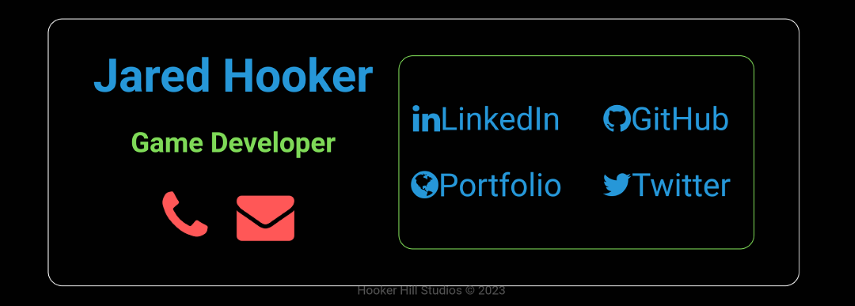 Jared Hooker
Game Developer
LinkedIn
GitHub
Portfolio
Twitter
Hooker Hill Studios © 2023